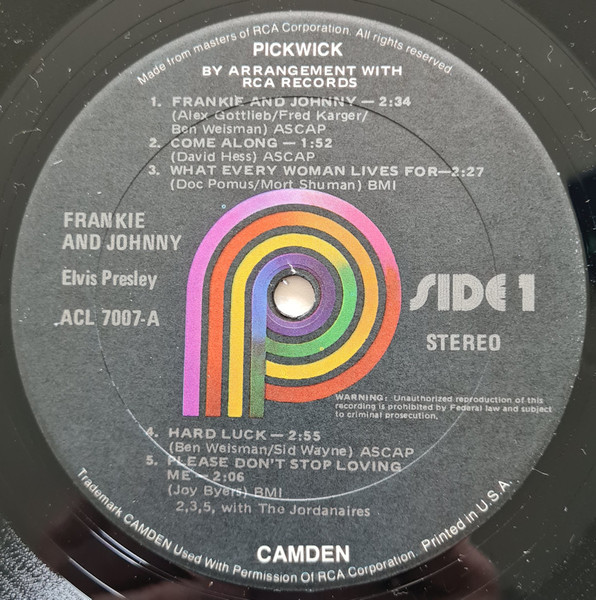 Made from masters of RCA Corporation. All rights reserved
PICKWICK
BY ARRANGEMENT WITH
RCA RECORDS
1. FRANKIE AND JOHNNY — 2:34
(Alex Gottlieb/Fred Karger/
Ben Weisman) ASCAP
2. COME ALONG — 1:52
(David Hess) ASCAP
3. WHAT EVERY WOMAN LIVES FOR—2:27
(Doc Pomus/Mort Shuman) BMI
FRANKIE
AND JOHNNY
Elvis Presley
ACL 7007-A
SIDE 1
STEREO
WARNING: Unauthorized reproduction of this
recording is prohibited by Federal law and subject
to criminal prosecution.
4. HARD LUCK — 2:55
(Ben Weisman/Sid Wayne) ASCAP
5. PLEASE DON'T STOP LOVING
ME — 2:06
(Joy Byers) BMI
2,3,5, with The Jordanaires
CAMDEN
Trademark CAMDEN Used With Permission Of RCA Corporation. Printed in U.S.A.